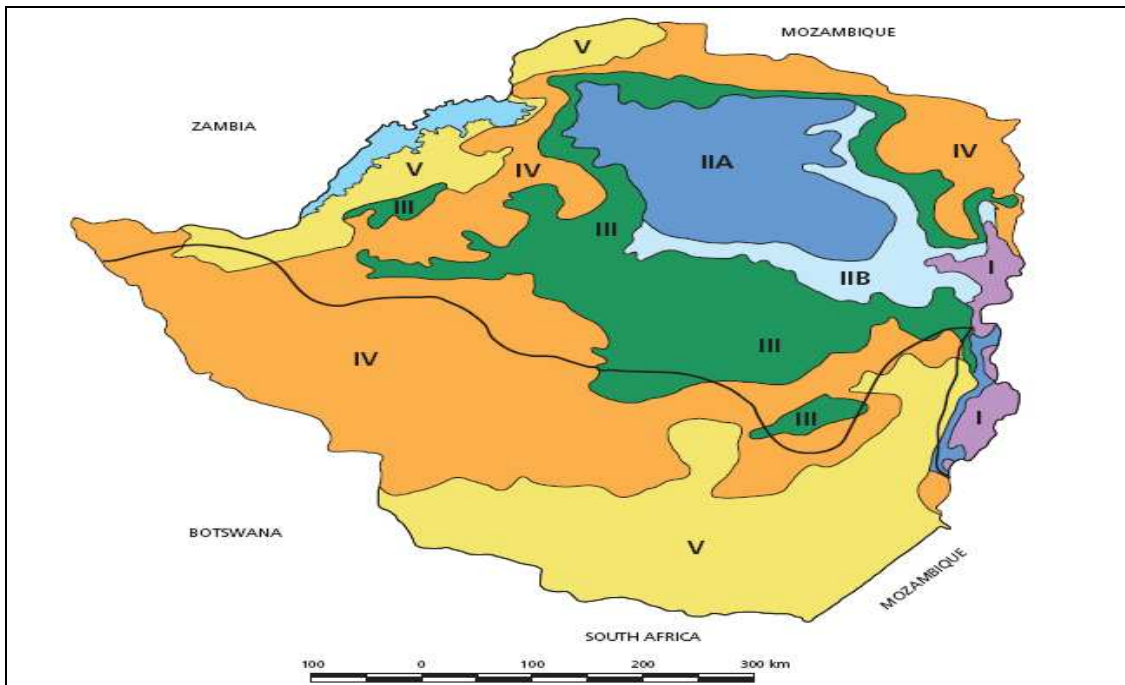 MOZAMBIQUE
V
ZAMBIA
IIA
IV
V
IV
III
III
I
IIB
IV
III
III
I
BOTSWANA
V
MOZAMBIQUE
SOUTH AFRICA
100 0 100 200 300 km